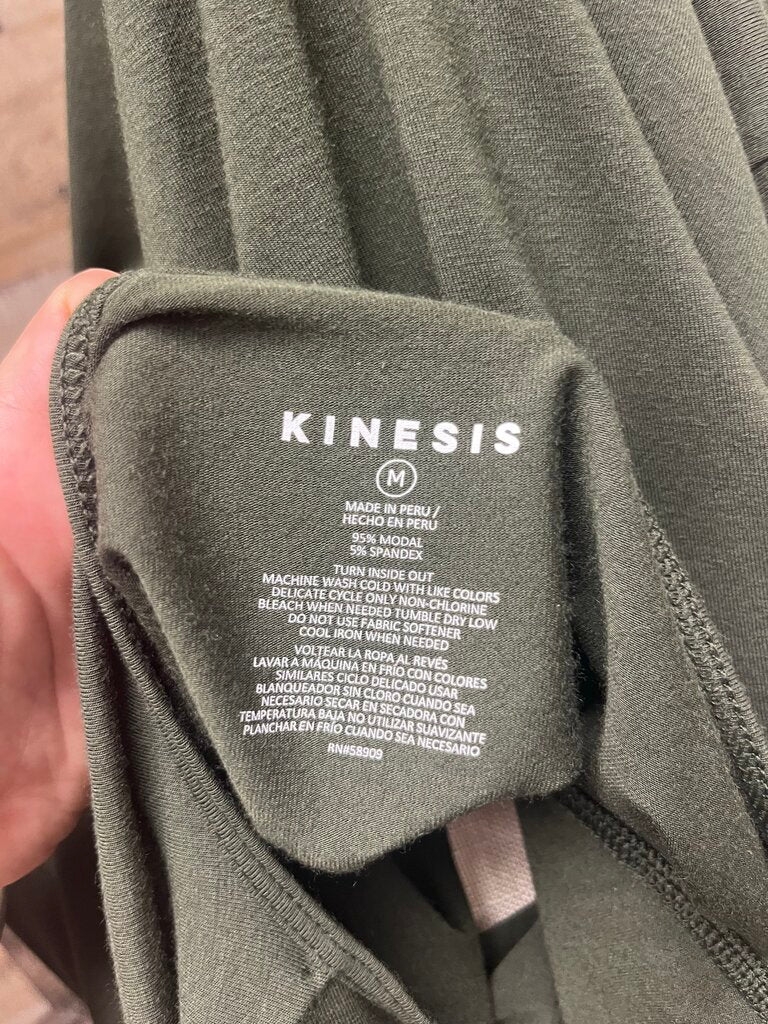 KINESIS
M
MADE IN PERU /
HECHO EN PERU
95% MODAL
5% SPANDEX
TURN INSIDE OUT
MACHINE WASH COLD WITH LIKE COLORS
DELICATE CYCLE ONLY NON-CHLORINE
BLEACH WHEN NEEDED TUMBLE DRY LOW
DO NOT USE FABRIC SOFTENER
COOL IRON WHEN NEEDED
VOLTEAR LA ROPA AL REVÉS
LAVAR A MÁQUINA EN FRÍO CON COLORES
SIMILARES CICLO DELICADO USAR
BLANQUEADOR SIN CLORO CUANDO SEA
NECESARIO SECAR EN SECADORA CON
TEMPERATURA BAJA NO UTILIZAR SUAVIZANTE
PLANCHAR EN FRÍO CUANDO SEA NECESARIO
RN#58909